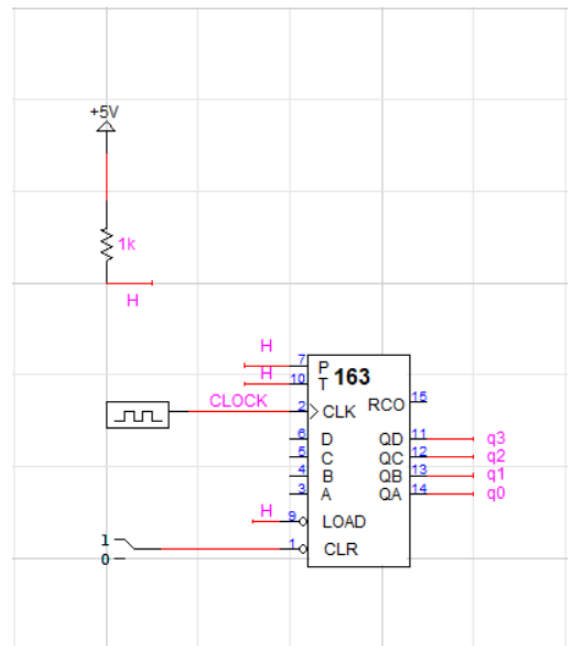 +5V
1k
H
H
7 P 163
H
10 T
RCO 15
CLOCK
2 CLK
6 D QD 11 q3
5 C QC 12 q2
4 B QB 13 q1
3 A QA 14 q0
H
9 LOAD
1
0
1 CLR